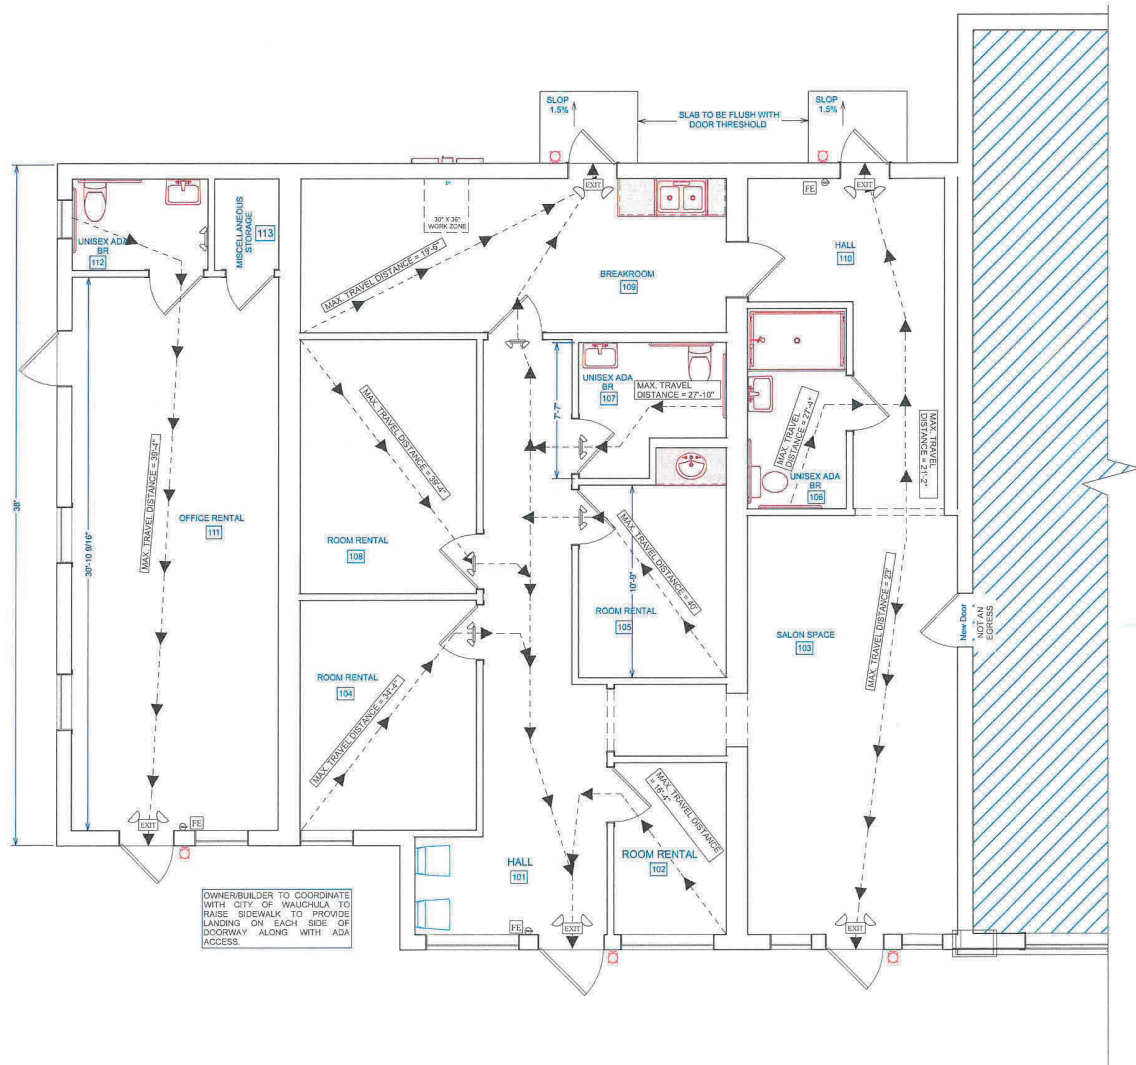 SLOP
1.5%
SLAB TO BE FLUSH WITH
DOOR THRESHOLD
SLOP
1.5%
EXIT
EXIT
FE
30" X 36"
WORK ZONE
MISCELLANEOUS
STORAGE
113
UNISEX ADA
BR
112
MAX. TRAVEL DISTANCE = 19'-6"
BREAKROOM
109
HALL
110
UNISEX ADA
BR
107
MAX. TRAVEL
DISTANCE = 27'-10"
7'-7"
MAX. TRAVEL DISTANCE = 39'-4"
MAX. TRAVEL
DISTANCE = 27'-4"
UNISEX ADA
BR
106
MAX. TRAVEL
DISTANCE = 21'-2"
38'
30'-10 9/16"
MAX. TRAVEL DISTANCE = 39'-4"
OFFICE RENTAL
111
ROOM RENTAL
108
MAX. TRAVEL DISTANCE = 40'
10'-9"
ROOM RENTAL
105
SALON SPACE
103
MAX. TRAVEL DISTANCE = 23'
New Door
NOT AN
EGRESS
ROOM RENTAL
104
MAX. TRAVEL DISTANCE = 34'-4"
MAX. TRAVEL DISTANCE
= 16'-4"
ROOM RENTAL
102
HALL
101
EXIT
FE
OWNER/BUILDER TO COORDINATE
WITH CITY OF WAUCHULA TO
RAISE SIDEWALK TO PROVIDE
LANDING ON EACH SIDE OF
DOORWAY ALONG WITH ADA
ACCESS.
FE
EXIT
EXIT